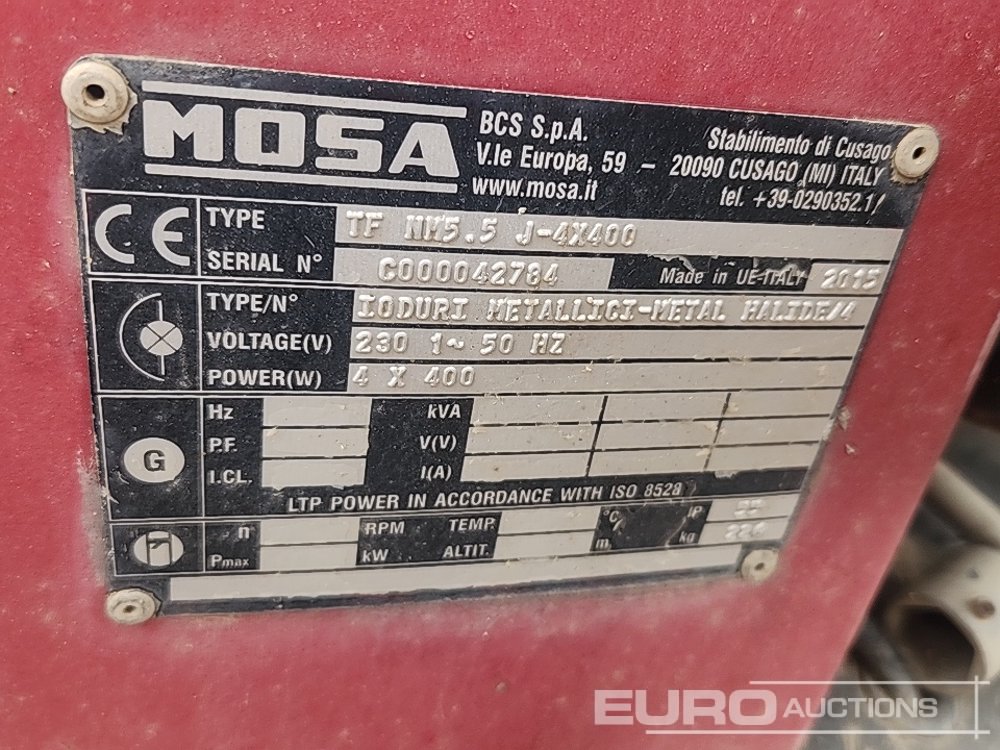 MOSA
BCS S.p.A.
V.le Europa, 59 – 20090 CUSAGO (MI) ITALY
www.mosa.it
Stabilimento di Cusago
tel. +39-0290352.1
CE
TYPE TF NM5.5 J-4X400
SERIAL N° C000042784 Made in UE-ITALY 2015
TYPE/N° IODURI METALLICI-METAL HALIDE/4
VOLTAGE(V) 230 1~ 50 HZ
POWER(W) 4 X 400
G
Hz kVA
P.F. V(V)
I.CL. I(A)
LTP POWER IN ACCORDANCE WITH ISO 8528
n RPM TEMP. °C IP
Pmax kW ALTIT. m. kg
EURO AUCTIONS